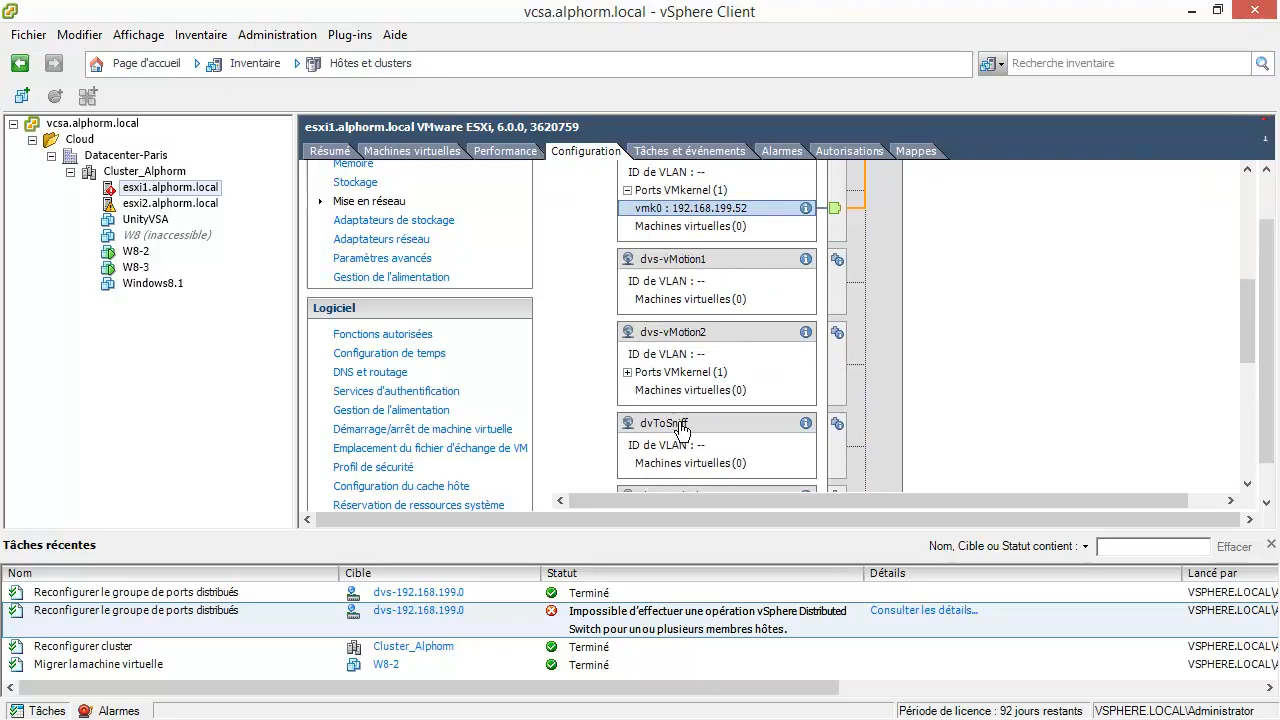 vcsa.alphorm.local - vSphere Client
Fichier Modifier Affichage Inventaire Administration Plug-ins Aide
Page d'accueil Inventaire Hôtes et clusters Recherche inventaire
vcsa.alphorm.local
Cloud
Datacenter-Paris
Cluster_Alphorm
esxi1.alphorm.local
esxi2.alphorm.local
UnityVSA
W8 (inaccessible)
W8-2
W8-3
Windows8.1
esxi1.alphorm.local VMware ESXi, 6.0.0, 3620759
Résumé Machines virtuelles Performance Configuration Tâches et événements Alarmes Autorisations Mappes
Mémoire
Stockage
Mise en réseau
Adaptateurs de stockage
Adaptateurs réseau
Paramètres avancés
Gestion de l'alimentation
Logiciel
Fonctions autorisées
Configuration de temps
DNS et routage
Services d'authentification
Gestion de l'alimentation
Démarrage/arrêt de machine virtuelle
Emplacement du fichier d'échange de VM
Profil de sécurité
Configuration du cache hôte
Réservation de ressources système
ID de VLAN : --
Ports VMkernel (1)
vmk0 : 192.168.199.52
Machines virtuelles (0)
dvs-vMotion1
ID de VLAN : --
Machines virtuelles (0)
dvs-vMotion2
ID de VLAN : --
Ports VMkernel (1)
Machines virtuelles (0)
dvToSniff
ID de VLAN : --
Machines virtuelles (0)
Tâches récentes
Nom, Cible ou Statut contient : Effacer
Nom Cible Statut Détails Lancé par
Reconfigurer le groupe de ports distribués dvs-192.168.199.0 Terminé VSPHERE.LOCAL\
Reconfigurer le groupe de ports distribués dvs-192.168.199.0 Impossible d'effectuer une opération vSphere Distributed Consulter les détails... VSPHERE.LOCAL\
Switch pour un ou plusieurs membres hôtes.
Reconfigurer cluster Cluster_Alphorm Terminé VSPHERE.LOCAL\
Migrer la machine virtuelle W8-2 Terminé VSPHERE.LOCAL\
Tâches Alarmes Période de licence : 92 jours restants VSPHERE.LOCAL\Administrator